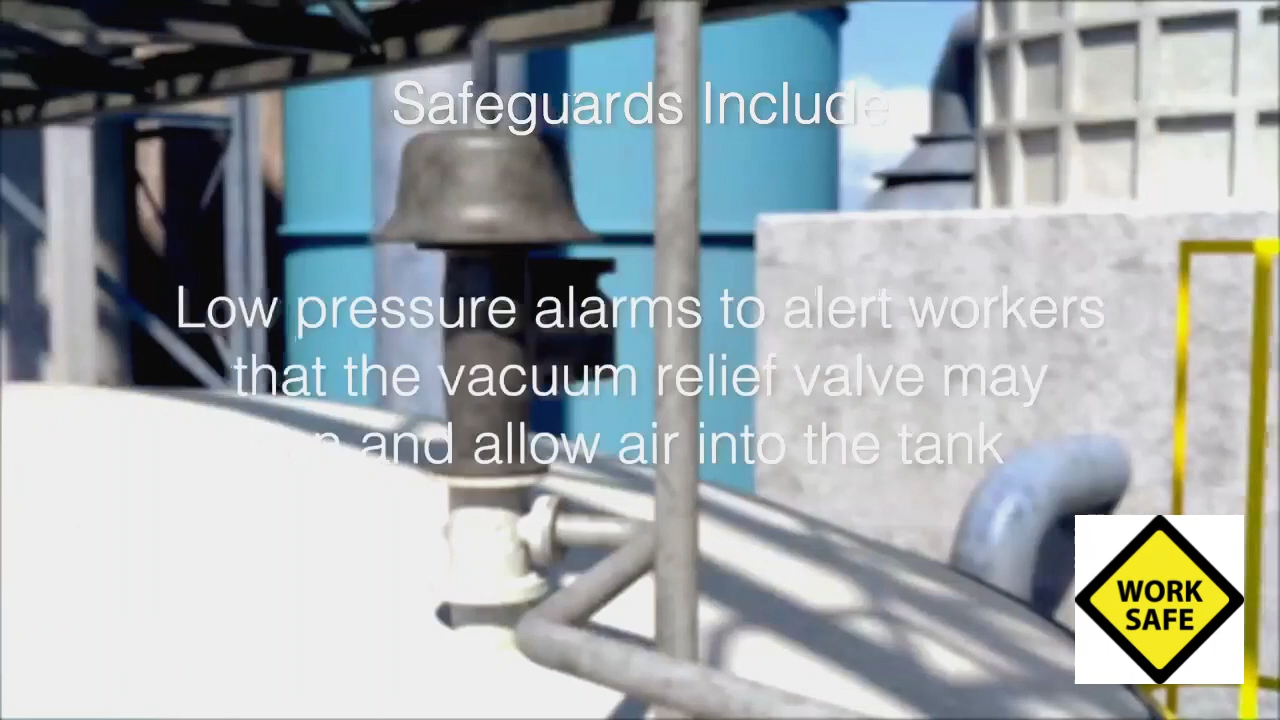 Safeguards Include
Low pressure alarms to alert workers
that the vacuum relief valve may
and allow air into the tank
WORK
SAFE